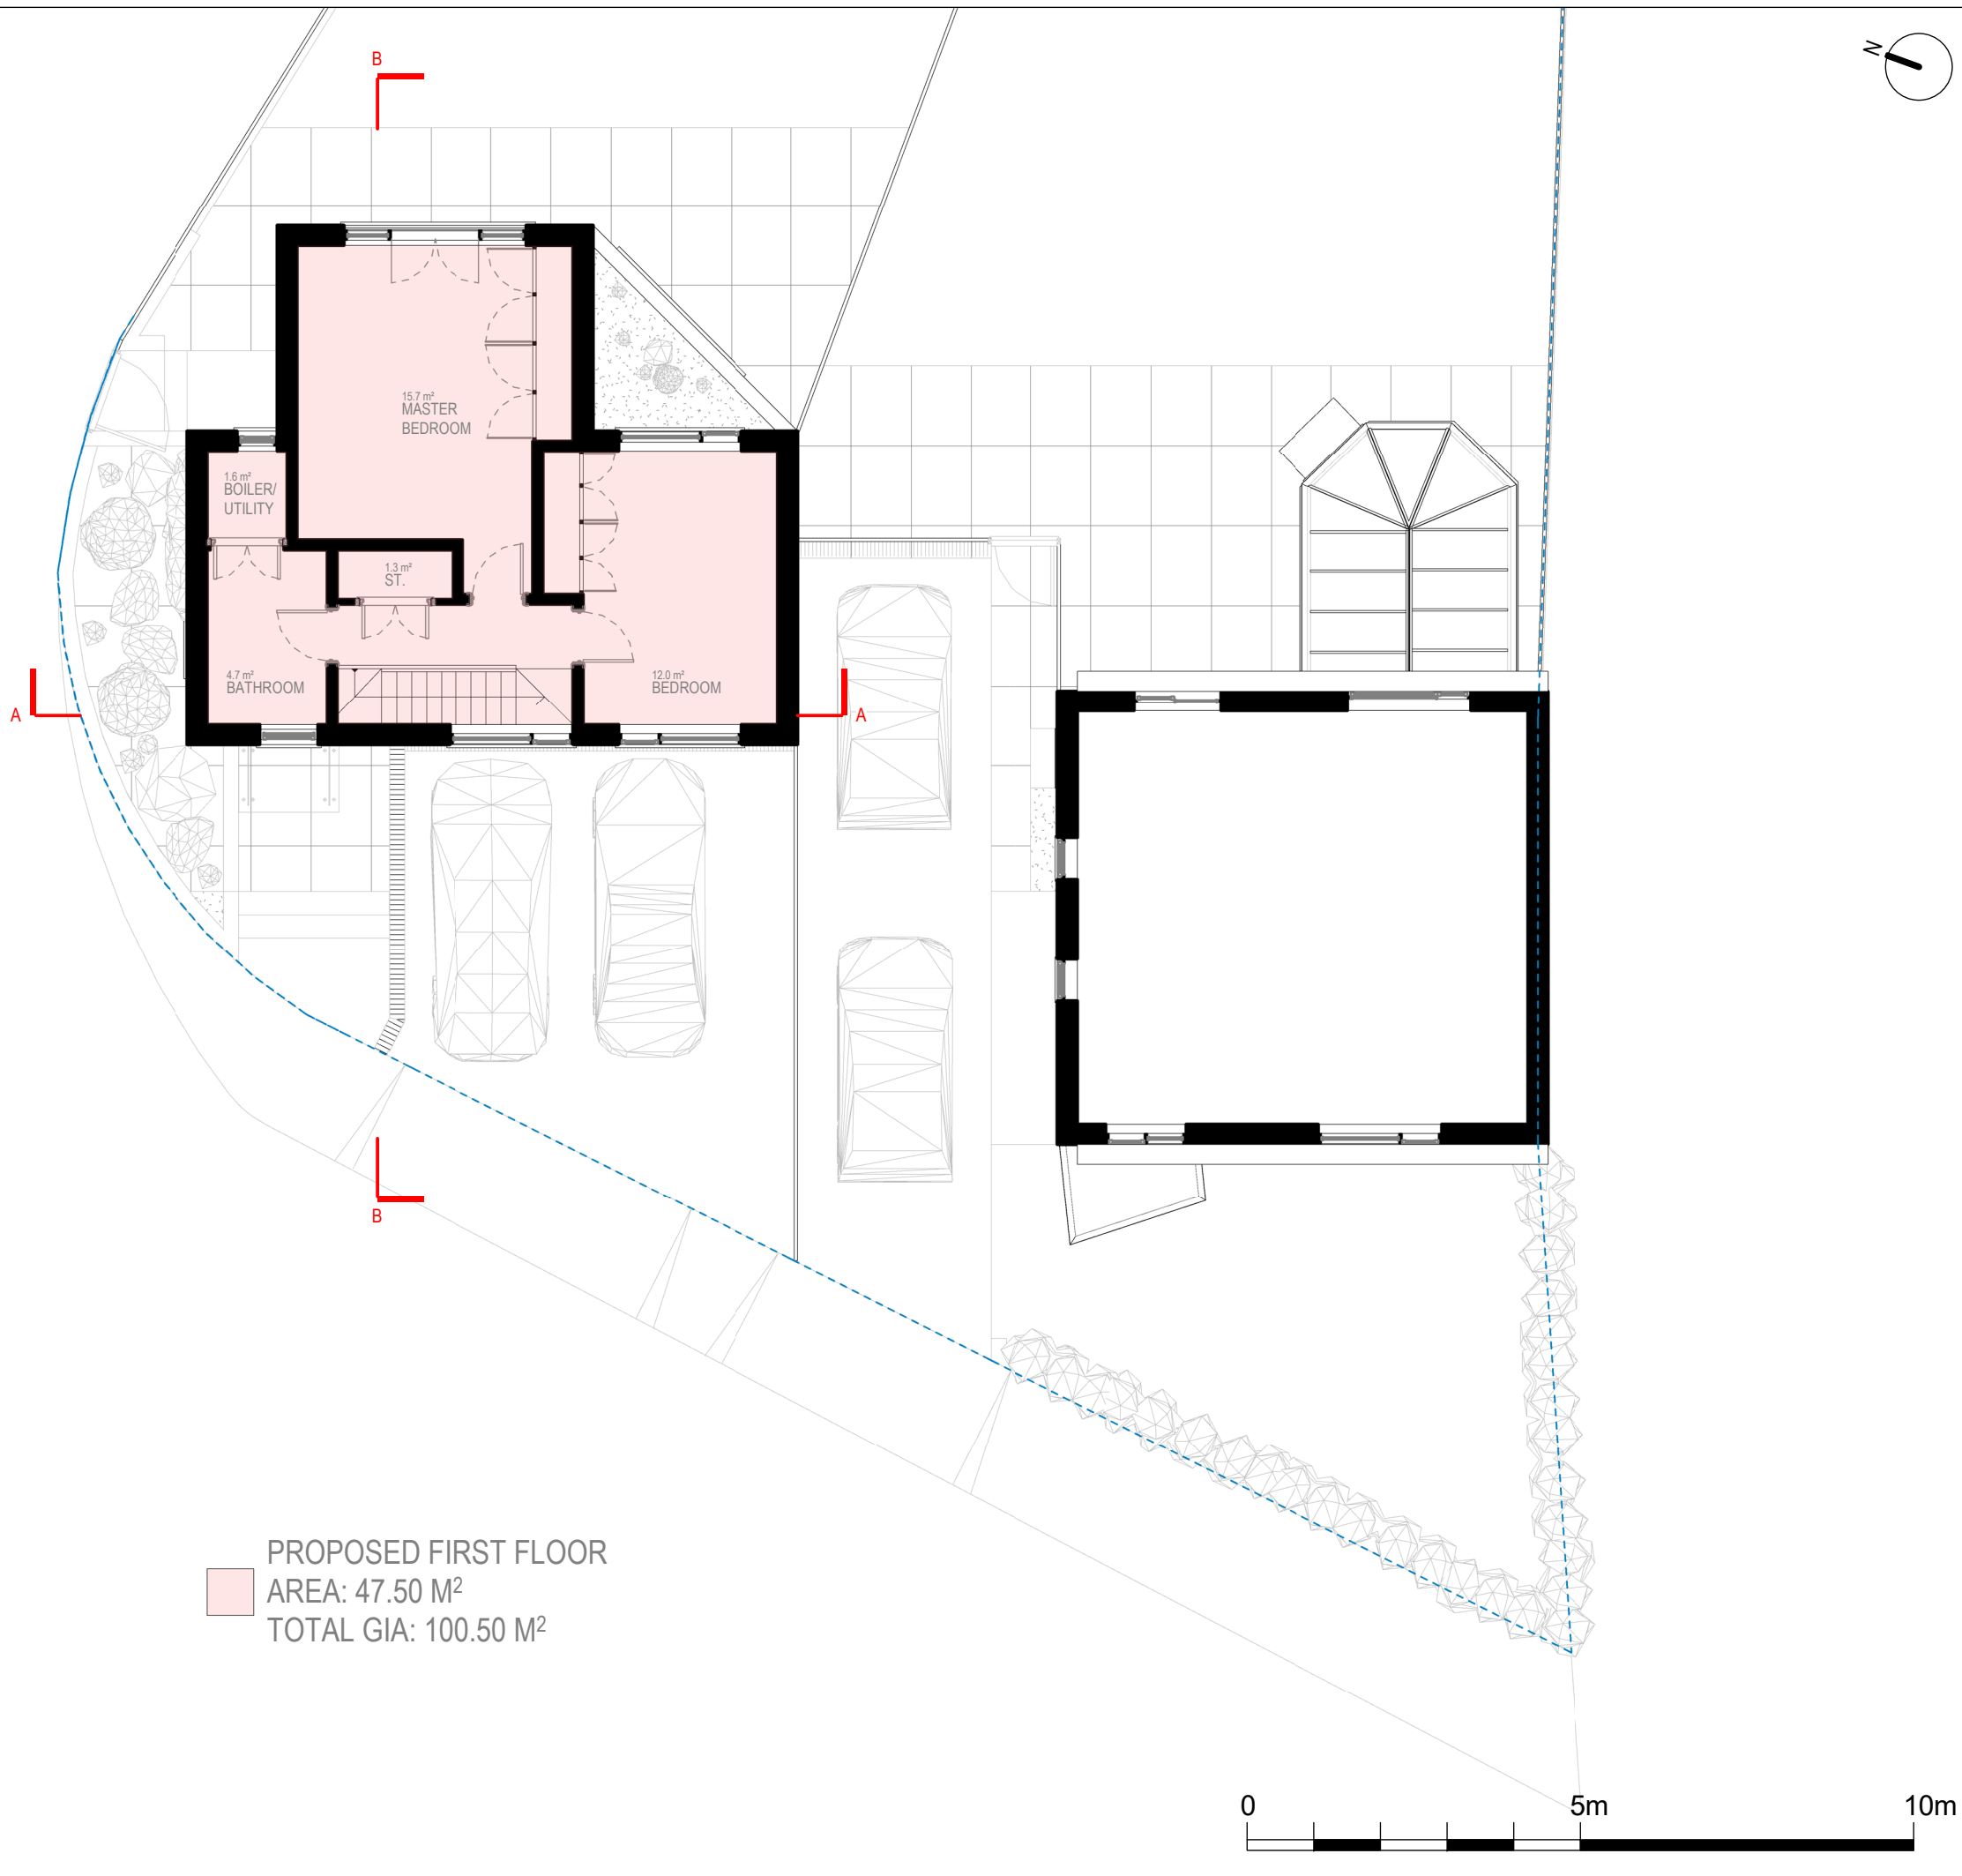 B
N
15.7 m²
MASTER
BEDROOM
1.6 m²
BOILER/
UTILITY
1.3 m²
ST.
4.7 m²
BATHROOM
12.0 m²
BEDROOM
A
A
B
PROPOSED FIRST FLOOR
AREA: 47.50 M²
TOTAL GIA: 100.50 M²
0 5m 10m